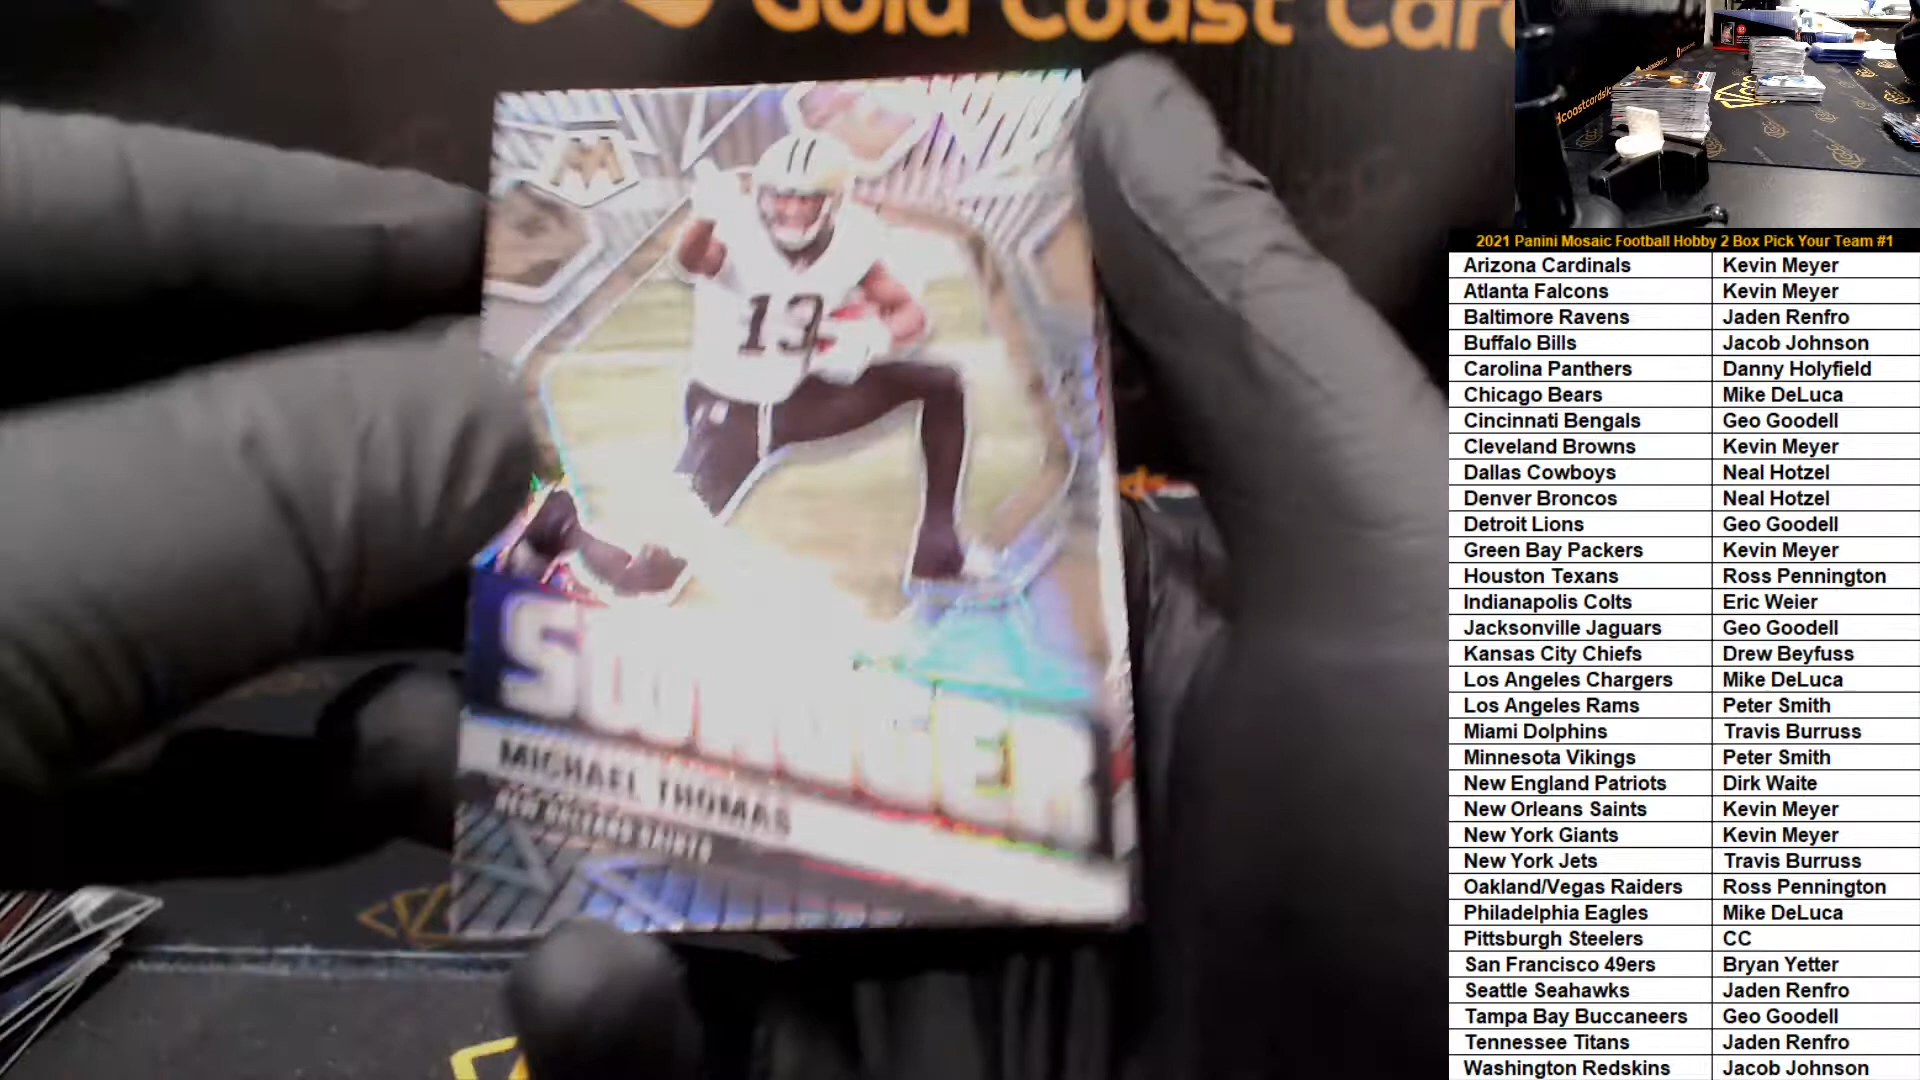 Gold Coast Card
M
13
SWAGGER
MICHAEL THOMAS
NEW ORLEANS SAINTS
2021 Panini Mosaic Football Hobby 2 Box Pick Your Team #1
Arizona Cardinals Kevin Meyer
Atlanta Falcons Kevin Meyer
Baltimore Ravens Jaden Renfro
Buffalo Bills Jacob Johnson
Carolina Panthers Danny Holyfield
Chicago Bears Mike DeLuca
Cincinnati Bengals Geo Goodell
Cleveland Browns Kevin Meyer
Dallas Cowboys Neal Hotzel
Denver Broncos Neal Hotzel
Detroit Lions Geo Goodell
Green Bay Packers Kevin Meyer
Houston Texans Ross Pennington
Indianapolis Colts Eric Weier
Jacksonville Jaguars Geo Goodell
Kansas City Chiefs Drew Beyfuss
Los Angeles Chargers Mike DeLuca
Los Angeles Rams Peter Smith
Miami Dolphins Travis Burruss
Minnesota Vikings Peter Smith
New England Patriots Dirk Waite
New Orleans Saints Kevin Meyer
New York Giants Kevin Meyer
New York Jets Travis Burruss
Oakland/Vegas Raiders Ross Pennington
Philadelphia Eagles Mike DeLuca
Pittsburgh Steelers CC
San Francisco 49ers Bryan Yetter
Seattle Seahawks Jaden Renfro
Tampa Bay Buccaneers Geo Goodell
Tennessee Titans Jaden Renfro
Washington Redskins Jacob Johnson